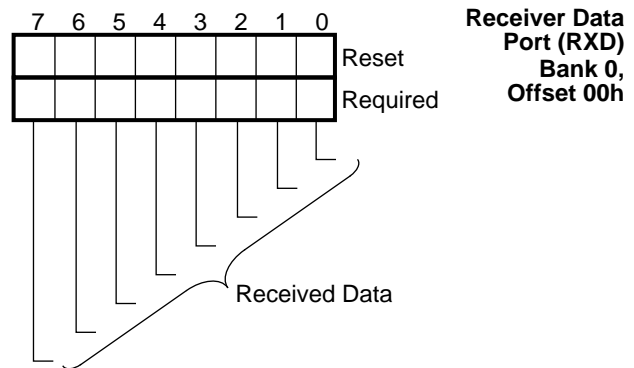 7 6 5 4 3 2 1 0
Reset
Required
Received Data
Receiver Data
Port (RXD)
Bank 0,
Offset 00h